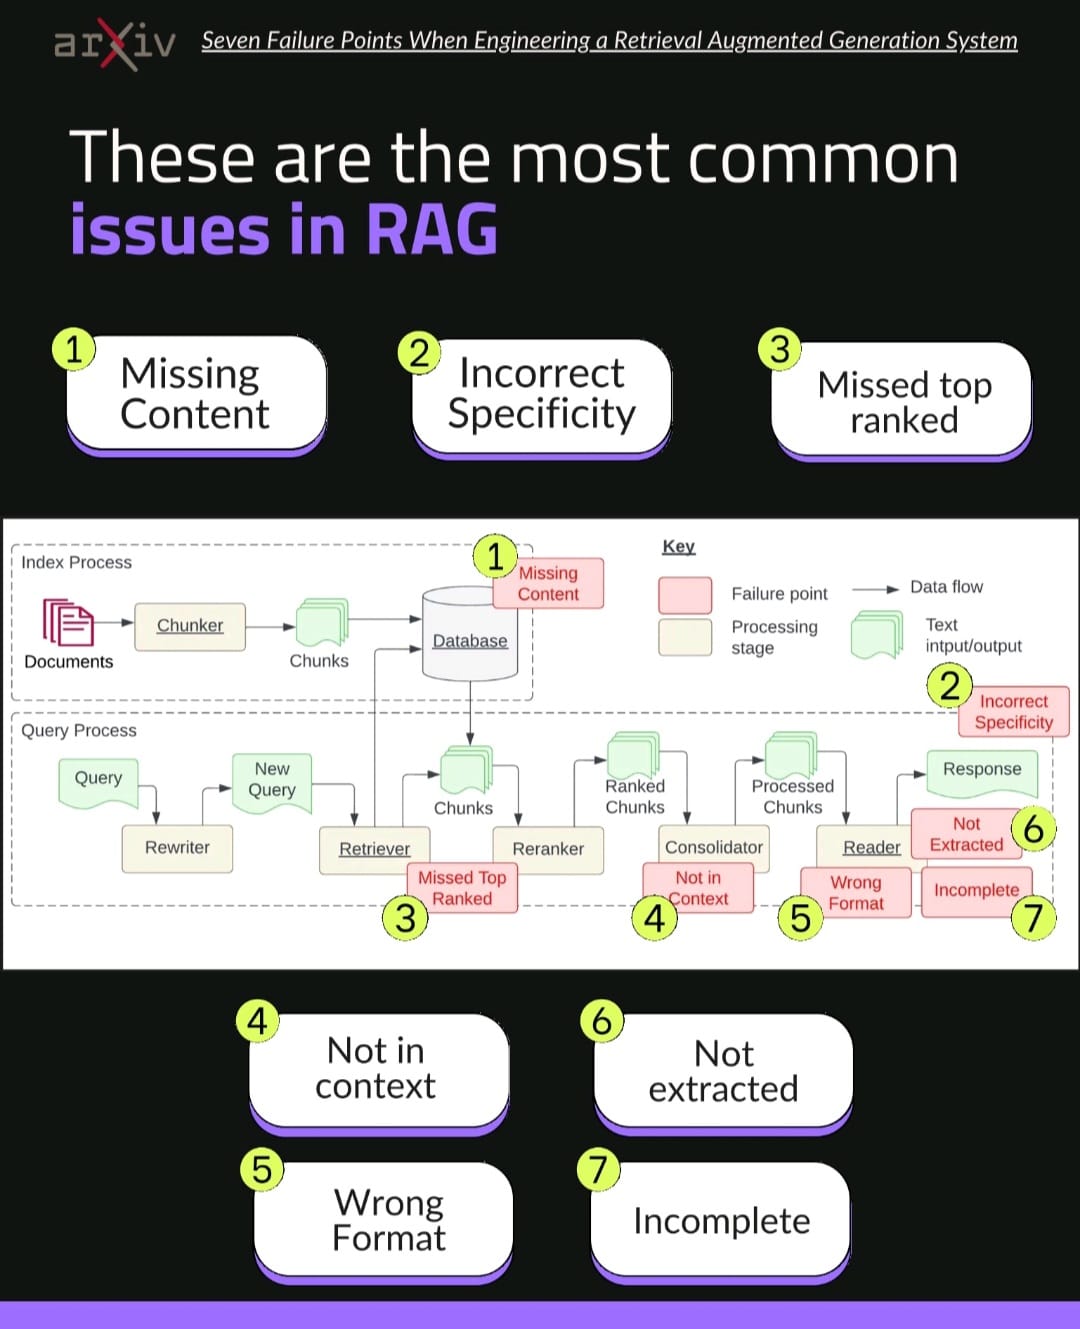 arXiv
Seven Failure Points When Engineering a Retrieval Augmented Generation System
These are the most common
issues in RAG
1
Missing
Content
2
Incorrect
Specificity
3
Missed top
ranked
Index Process
Documents
Chunker
Chunks
Database
1
Missing
Content
Key
Failure point
Processing
stage
Data flow
Text
intput/output
2
Incorrect
Specificity
Query Process
Query
Rewriter
New
Query
Retriever
3
Missed Top
Ranked
Chunks
Reranker
Ranked
Chunks
Consolidator
4
Not in
Context
Processed
Chunks
Reader
5
Wrong
Format
Response
Not
Extracted
6
Incomplete
7
4
Not in
context
6
Not
extracted
5
Wrong
Format
7
Incomplete